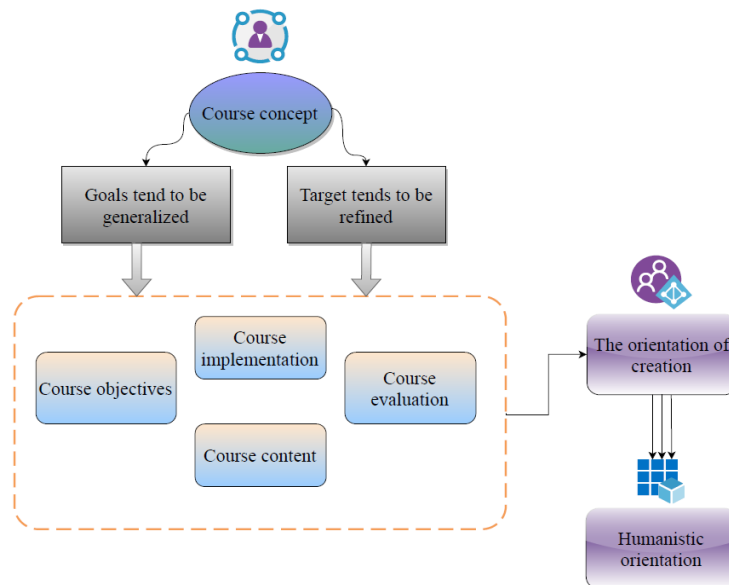 Course concept
Goals tend to be
generalized
Target tends to be
refined
Course
implementation
Course objectives
Course
evaluation
Course content
The orientation of
creation
Humanistic
orientation